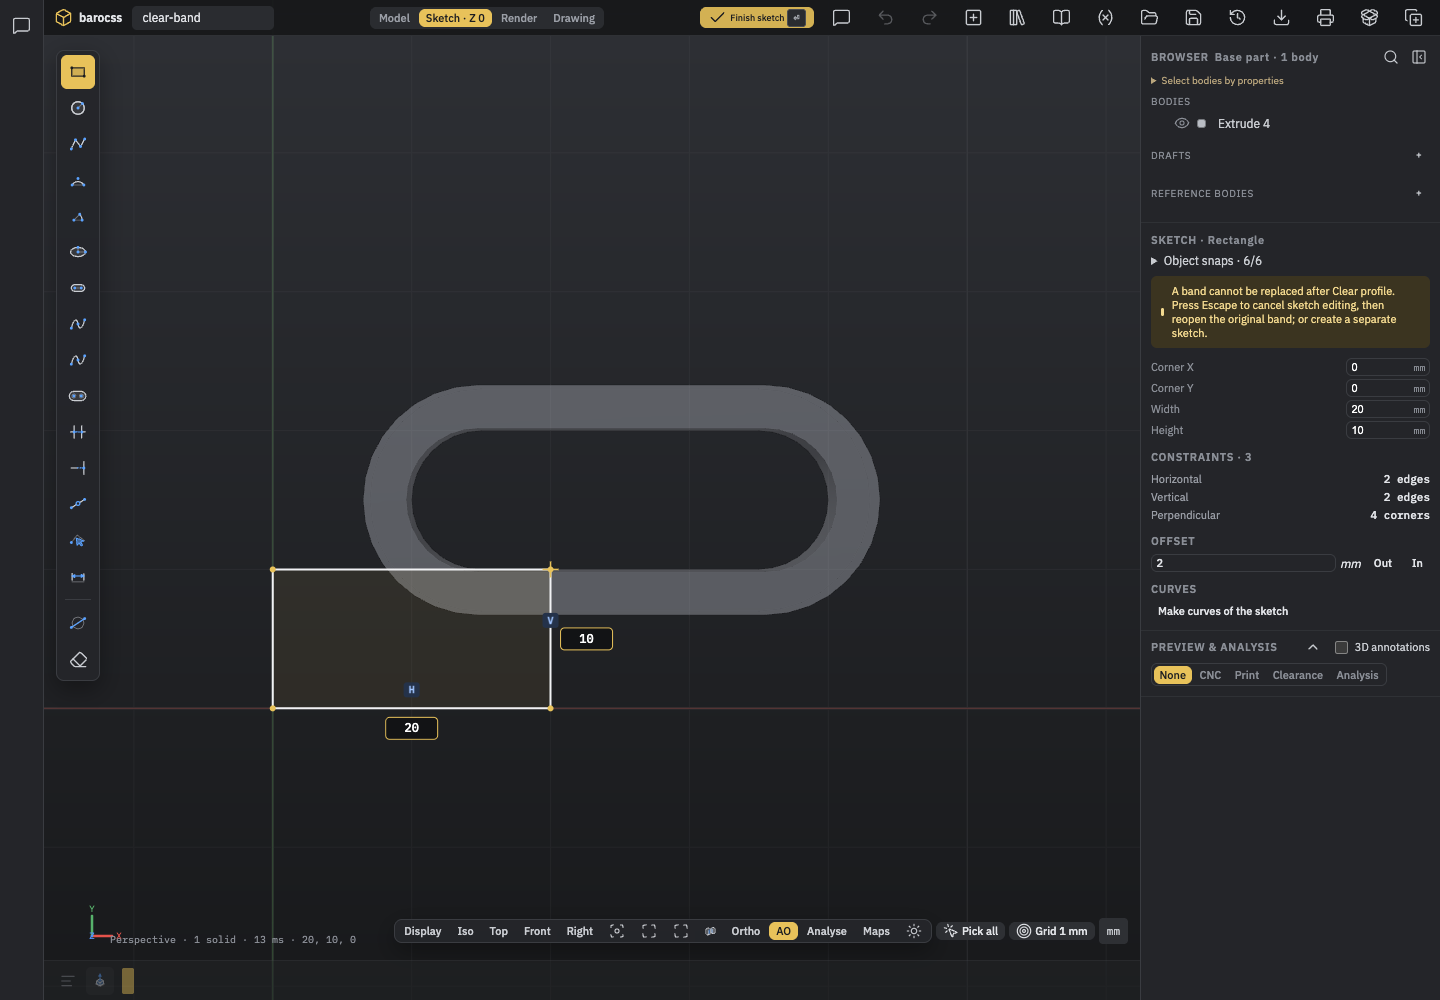 barocss
clear-band
Model
Sketch · Z 0
Render
Drawing
Finish sketch
BROWSER Base part · 1 body
Select bodies by properties
BODIES
Extrude 4
DRAFTS
REFERENCE BODIES
SKETCH · Rectangle
Object snaps · 6/6
A band cannot be replaced after Clear profile.
Press Escape to cancel sketch editing, then
reopen the original band; or create a separate
sketch.
Corner X 0 mm
Corner Y 0 mm
Width 20 mm
Height 10 mm
CONSTRAINTS · 3
Horizontal 2 edges
Vertical 2 edges
Perpendicular 4 corners
OFFSET
2 mm Out In
CURVES
Make curves of the sketch
PREVIEW & ANALYSIS 3D annotations
None CNC Print Clearance Analysis
V
10
H
20
Y
X
Z
Perspective · 1 solid · 13 ms · 20, 10, 0
Display Iso Top Front Right Ortho AO Analyse Maps Pick all Grid 1 mm mm